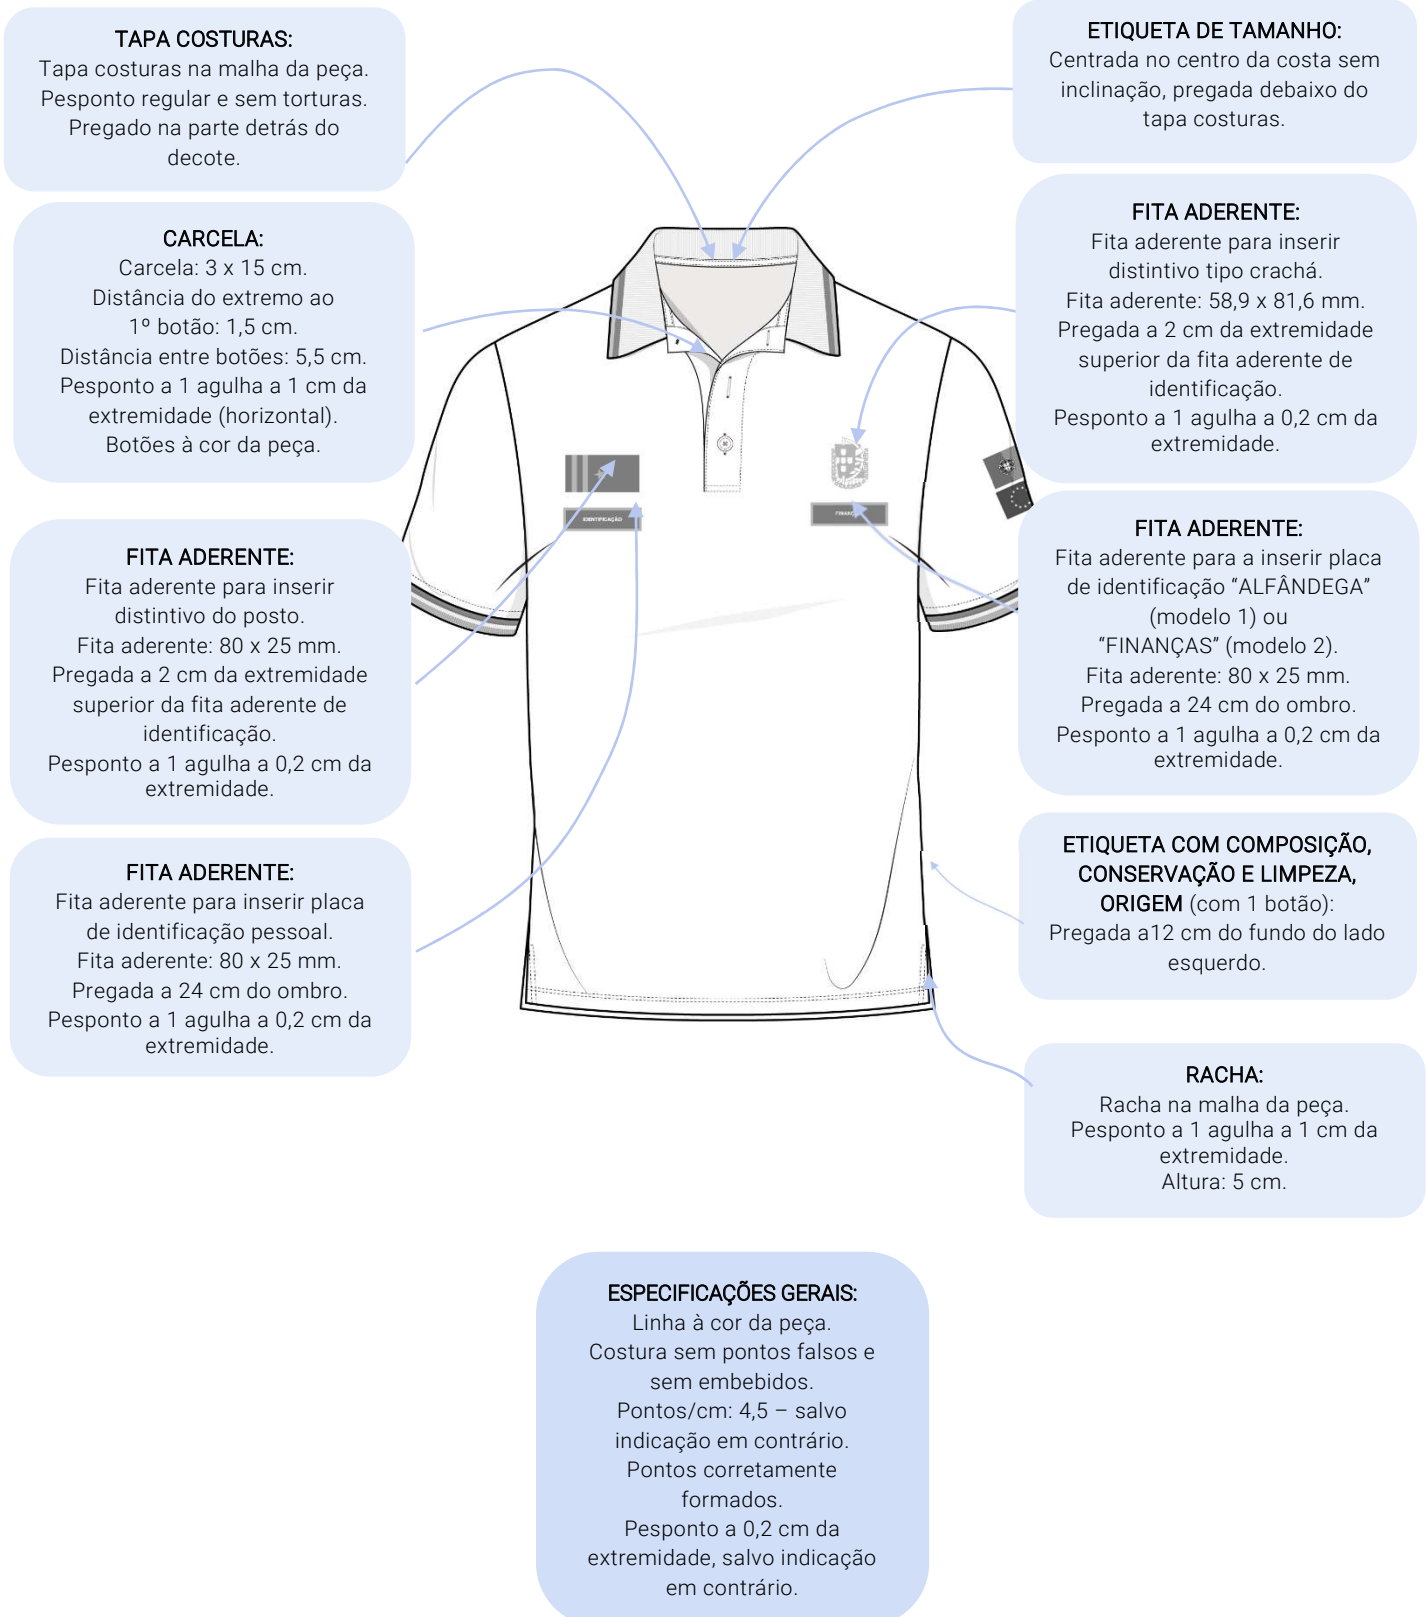 TAPA COSTURAS:
Tapa costuras na malha da peça.
Pesponto regular e sem torturas.
Pregado na parte detrás do
decote.
CARCELA:
Carcela: 3 x 15 cm.
Distância do extremo ao
1º botão: 1,5 cm.
Distância entre botões: 5,5 cm.
Pesponto a 1 agulha a 1 cm da
extremidade (horizontal).
Botões à cor da peça.
FITA ADERENTE:
Fita aderente para inserir
distintivo do posto.
Fita aderente: 80 x 25 mm.
Pregada a 2 cm da extremidade
superior da fita aderente de
identificação.
Pesponto a 1 agulha a 0,2 cm da
extremidade.
FITA ADERENTE:
Fita aderente para inserir placa
de identificação pessoal.
Fita aderente: 80 x 25 mm.
Pregada a 24 cm do ombro.
Pesponto a 1 agulha a 0,2 cm da
extremidade.
IDENTIFICAÇÃO
ETIQUETA DE TAMANHO:
Centrada no centro da costa sem
inclinação, pregada debaixo do
tapa costuras.
FITA ADERENTE:
Fita aderente para inserir
distintivo tipo crachá.
Fita aderente: 58,9 x 81,6 mm.
Pregada a 2 cm da extremidade
superior da fita aderente de
identificação.
Pesponto a 1 agulha a 0,2 cm da
extremidade.
FITA ADERENTE:
Fita aderente para a inserir placa
de identificação “ALFÂNDEGA”
(modelo 1) ou
“FINANÇAS” (modelo 2).
Fita aderente: 80 x 25 mm.
Pregada a 24 cm do ombro.
Pesponto a 1 agulha a 0,2 cm da
extremidade.
ETIQUETA COM COMPOSIÇÃO,
CONSERVAÇÃO E LIMPEZA,
ORIGEM (com 1 botão):
Pregada a12 cm do fundo do lado
esquerdo.
RACHA:
Racha na malha da peça.
Pesponto a 1 agulha a 1 cm da
extremidade.
Altura: 5 cm.
ESPECIFICAÇÕES GERAIS:
Linha à cor da peça.
Costura sem pontos falsos e
sem embebidos.
Pontos/cm: 4,5 – salvo
indicação em contrário.
Pontos corretamente
formados.
Pesponto a 0,2 cm da
extremidade, salvo indicação
em contrário.